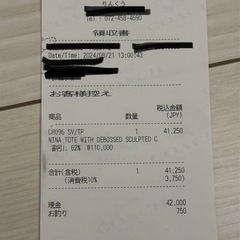 りんくう
Tel : 072-458-4690
領収書
Date/Time: 2024/08/21 13:00:43
お客様控え
商品 数量 税込金額
(JPY)
CH096 SV/TP 1 41,250
NINA TOTE WITH DEBOSSED SCULPTED C
割引: 62% ￥110,000
合計(含税) 1 41,250
(消費税10% 3,750)
現金 42,000
お釣り 750